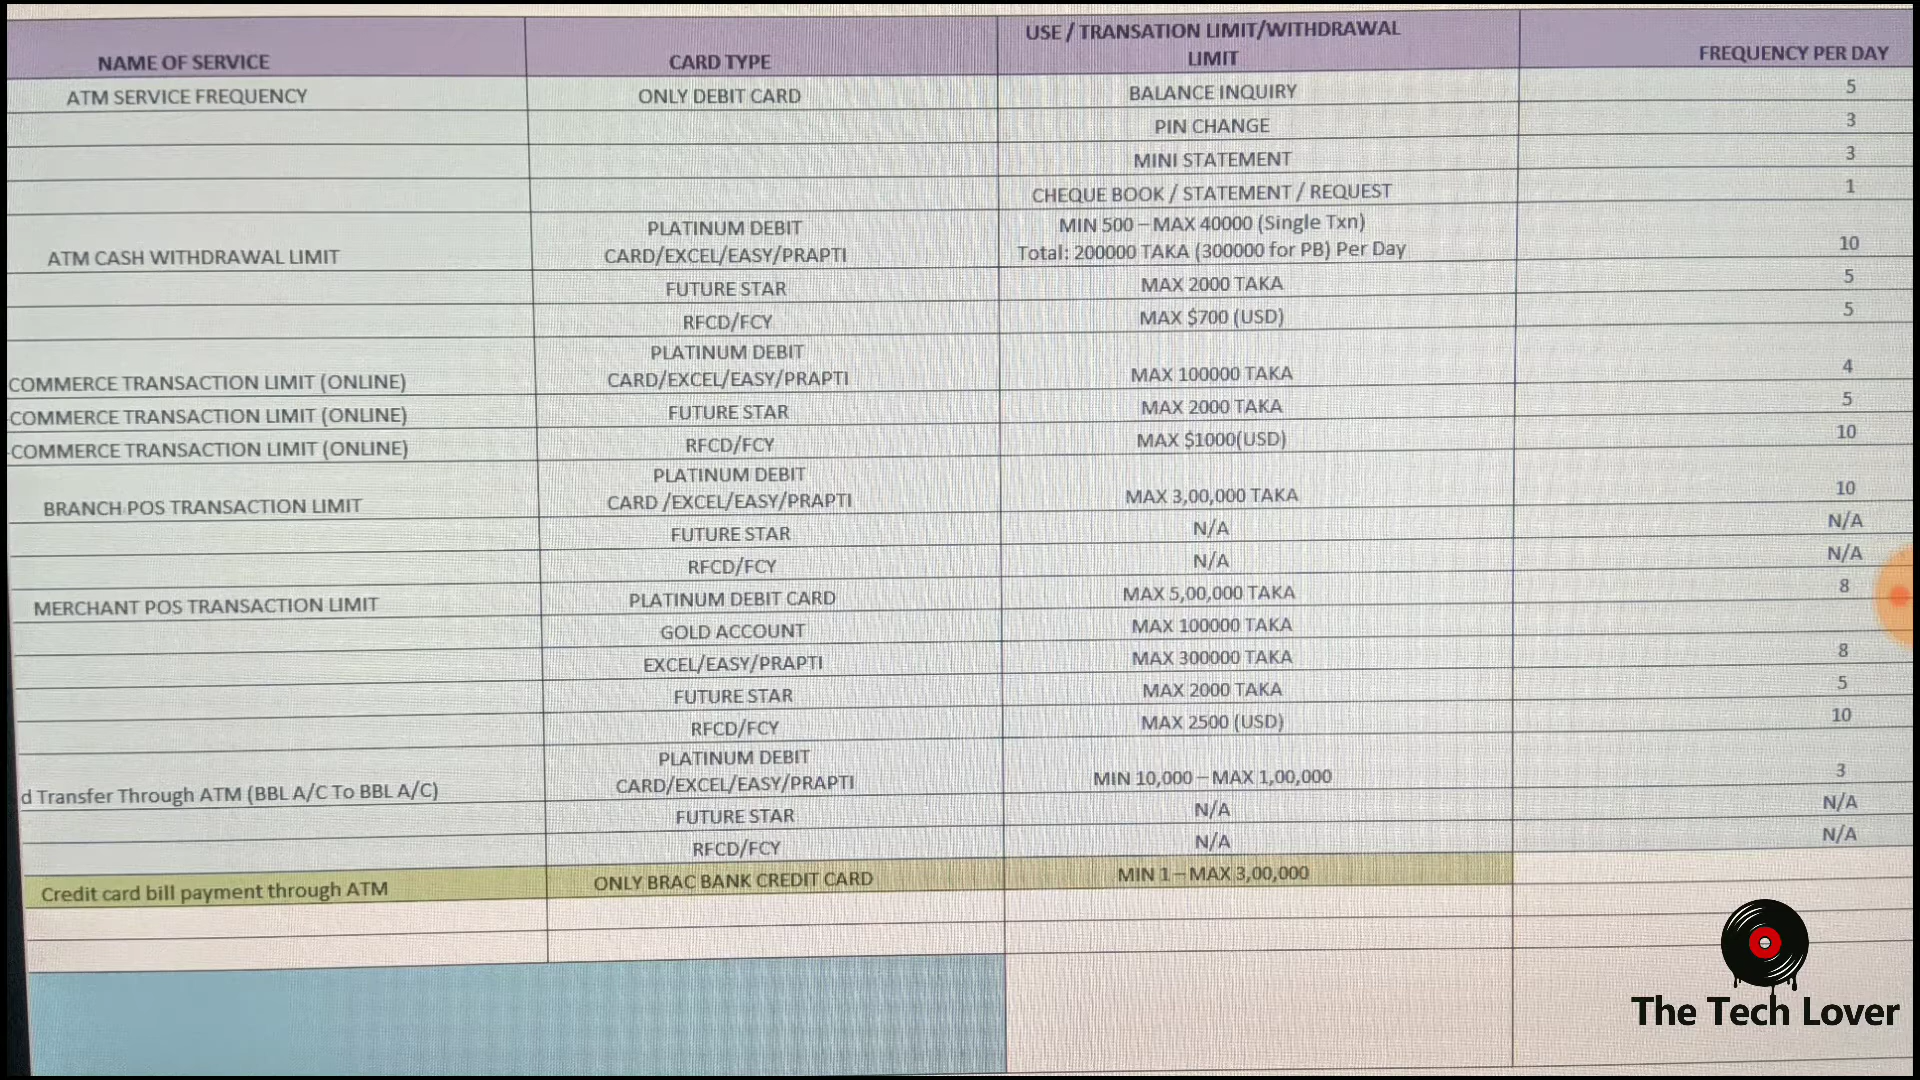 NAME OF SERVICE CARD TYPE USE / TRANSATION LIMIT/WITHDRAWAL LIMIT FREQUENCY PER DAY
ATM SERVICE FREQUENCY ONLY DEBIT CARD BALANCE INQUIRY 5
PIN CHANGE 3
MINI STATEMENT 3
CHEQUE BOOK / STATEMENT / REQUEST 1
ATM CASH WITHDRAWAL LIMIT PLATINUM DEBIT CARD/EXCEL/EASY/PRAPTI MIN 500 – MAX 40000 (Single Txn) Total: 200000 TAKA (300000 for PB) Per Day 10
FUTURE STAR MAX 2000 TAKA 5
RFCD/FCY MAX $700 (USD) 5
COMMERCE TRANSACTION LIMIT (ONLINE) PLATINUM DEBIT CARD/EXCEL/EASY/PRAPTI MAX 100000 TAKA 4
-COMMERCE TRANSACTION LIMIT (ONLINE) FUTURE STAR MAX 2000 TAKA 5
-COMMERCE TRANSACTION LIMIT (ONLINE) RFCD/FCY MAX $1000(USD) 10
BRANCH POS TRANSACTION LIMIT PLATINUM DEBIT CARD /EXCEL/EASY/PRAPTI MAX 3,00,000 TAKA 10
FUTURE STAR N/A N/A
RFCD/FCY N/A N/A
MERCHANT POS TRANSACTION LIMIT PLATINUM DEBIT CARD MAX 5,00,000 TAKA 8
GOLD ACCOUNT MAX 100000 TAKA
EXCEL/EASY/PRAPTI MAX 300000 TAKA 8
FUTURE STAR MAX 2000 TAKA 5
RFCD/FCY MAX 2500 (USD) 10
d Transfer Through ATM (BBL A/C To BBL A/C) PLATINUM DEBIT CARD/EXCEL/EASY/PRAPTI MIN 10,000 – MAX 1,00,000 3
FUTURE STAR N/A N/A
RFCD/FCY N/A N/A
Credit card bill payment through ATM ONLY BRAC BANK CREDIT CARD MIN 1 – MAX 3,00,000
The Tech Lover